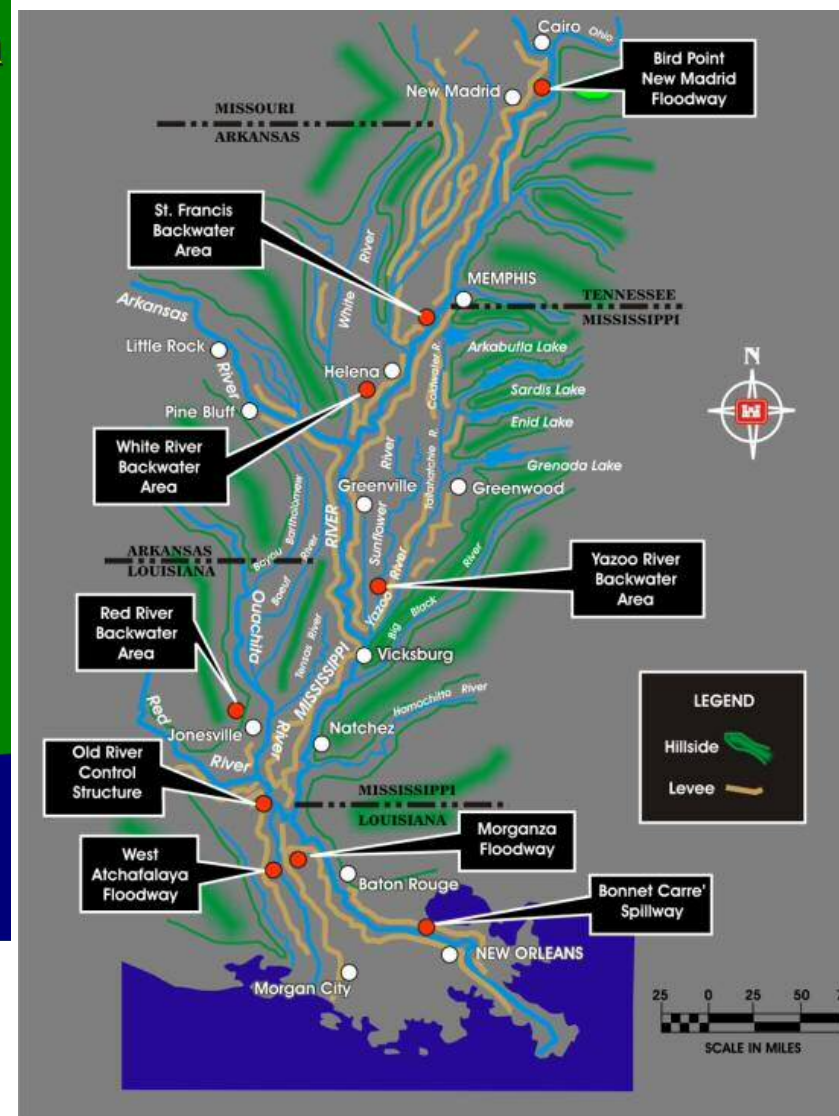 Cairo
Ohio
Bird Point
New Madrid
Floodway
New Madrid
MISSOURI
ARKANSAS
St. Francis
Backwater
Area
White River
MEMPHIS
TENNESSEE
MISSISSIPPI
Arkansas
River
Little Rock
Helena
Coldwater R.
Arkabutla Lake
N
Sardis Lake
Pine Bluff
Enid Lake
White River
Backwater
Area
River
Tallahatchie R.
Grenada Lake
Greenville
Greenwood
Bayou Bartholomew
RIVER
Sunflower
ARKANSAS
LOUISIANA
Boeuf River
Yazoo River
Big Black River
Yazoo River
Backwater
Area
Red River
Backwater
Area
Ouachita
River
Tensas River
MISSISSIPPI
Vicksburg
Homochitto River
Red
River
Jonesville
Natchez
LEGEND
Hillside
Levee
Old River
Control
Structure
MISSISSIPPI
LOUISIANA
West
Atchafalaya
Floodway
Morganza
Floodway
Baton Rouge
Bonnet Carre'
Spillway
NEW ORLEANS
Morgan City
25 0 25 50
SCALE IN MILES